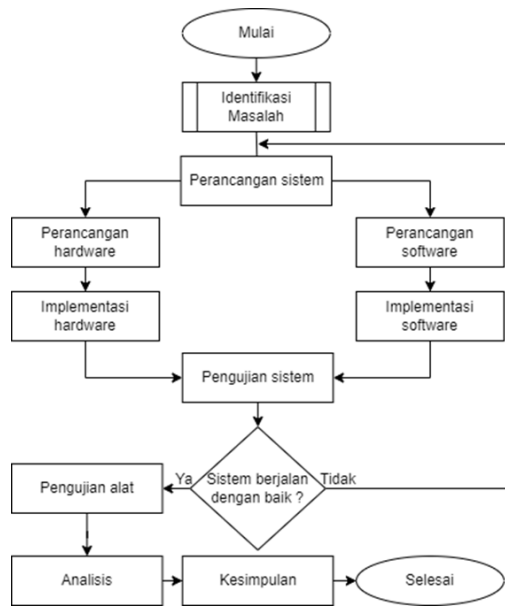 Mulai
Identifikasi
Masalah
Perancangan sistem
Perancangan
hardware
Perancangan
software
Implementasi
hardware
Implementasi
software
Pengujian sistem
Sistem berjalan
dengan baik ?
Ya
Tidak
Pengujian alat
Analisis
Kesimpulan
Selesai